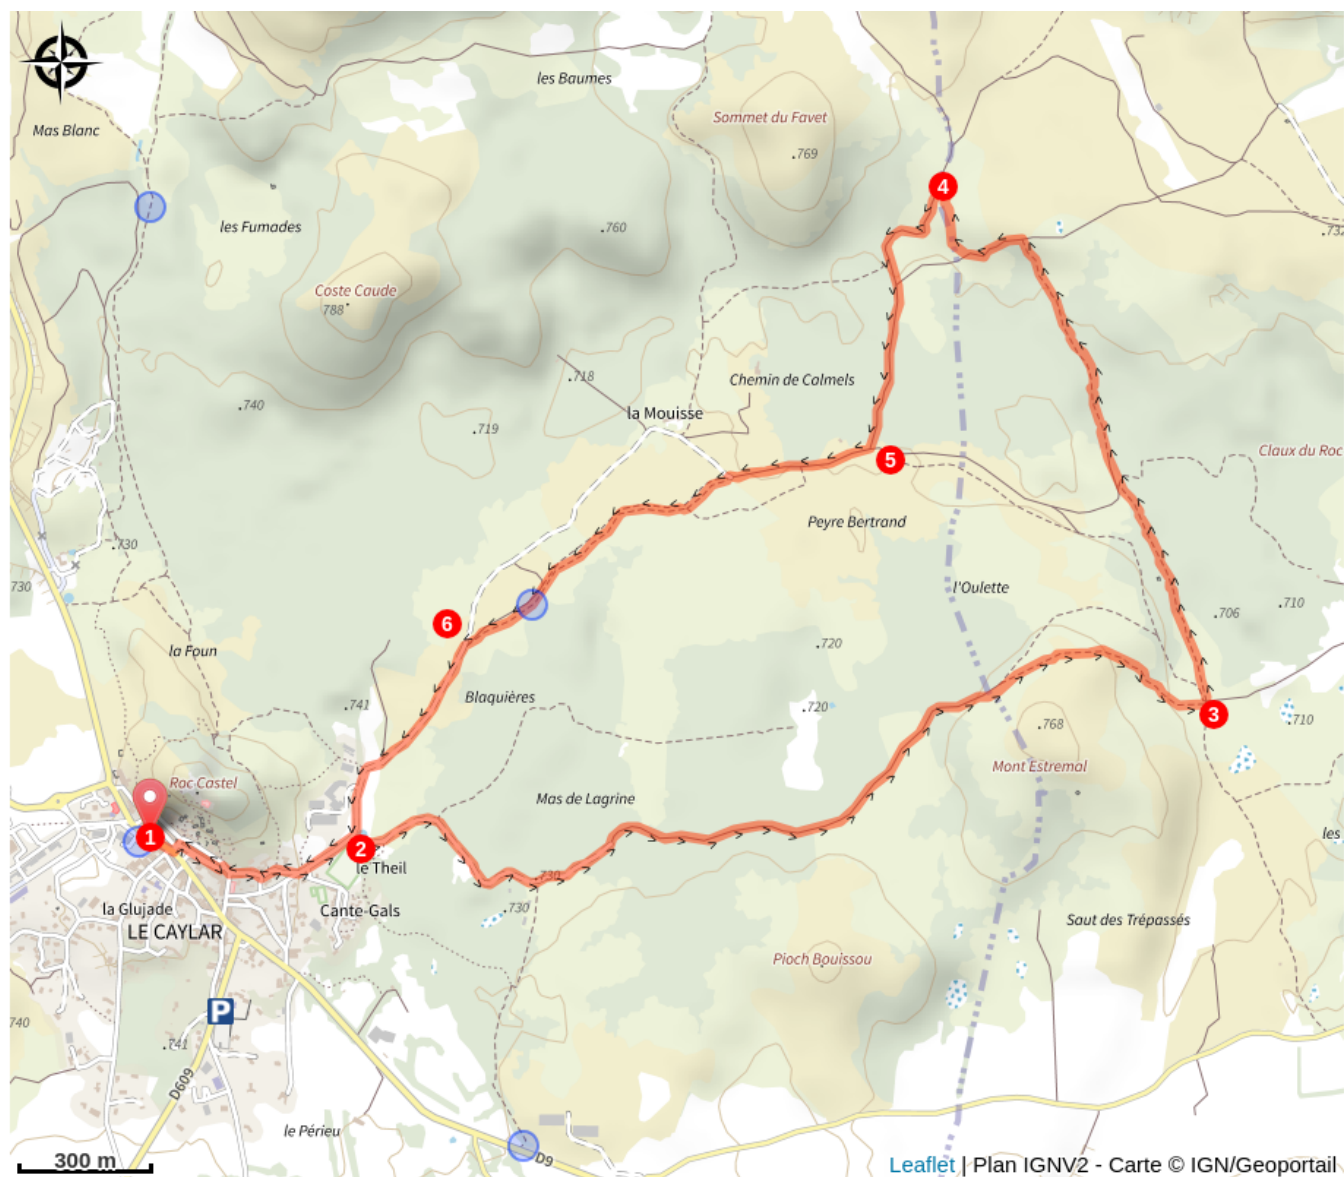 les Baumes
Sommet du Favet
.769
Mas Blanc
4
les Fumades
.760
.732
Coste Caude
788
.718
Chemin de Calmels
.740
.719
la Mouisse
Claux du Roc
5
Peyre Bertrand
.730
730
l'Oulette
.710
.706
6
.720
la Foun
Blaquières
.741
.720
3
.710
.768
Mont Estremal
Roc Castel
Mas de Lagrine
1
2
les
le Theil
730
.730
la Glujade
Cante-Gals
LE CAYLAR
Saut des Trépassés
Pioch Bouissou
P
740
.741
D609
le Périeu
D9
300 m
Leaflet | Plan IGNV2 - Carte © IGN/Geoportail